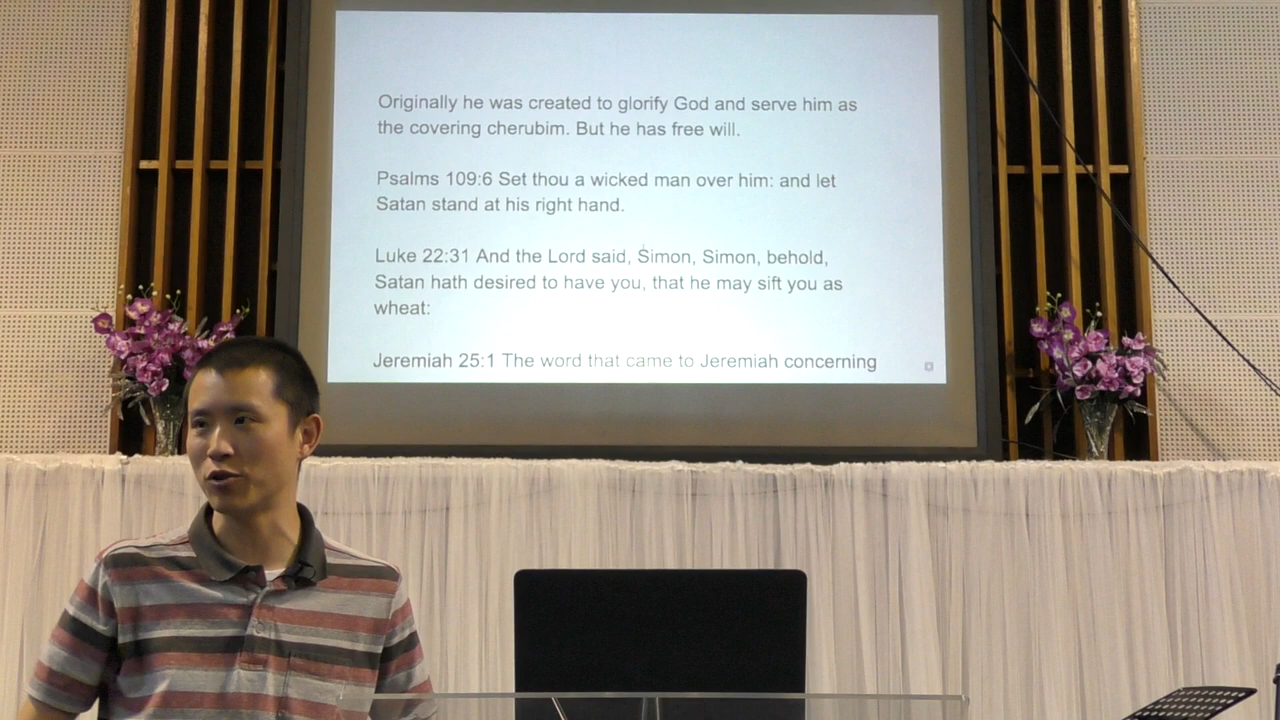 Originally he was created to glorify God and serve him as
the covering cherubim. But he has free will.
Psalms 109:6 Set thou a wicked man over him: and let
Satan stand at his right hand.
Luke 22:31 And the Lord said, Simon, Simon, behold,
Satan hath desired to have you, that he may sift you as
wheat:
Jeremiah 25:1 The word that came to Jeremiah concerning